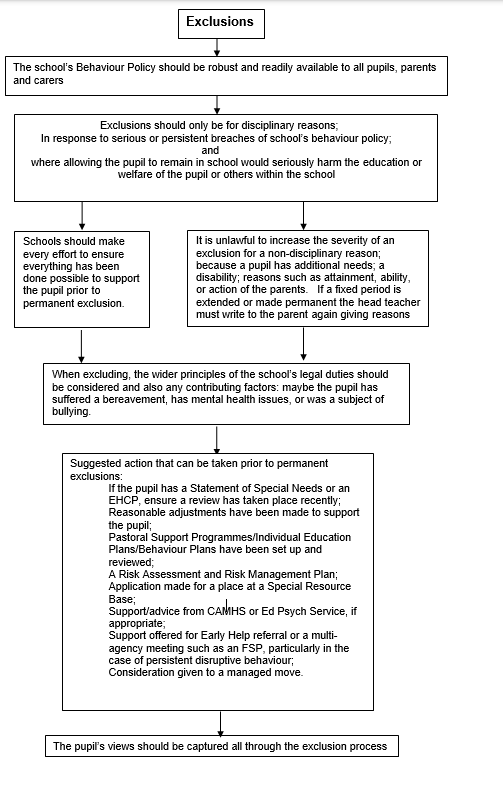 Exclusions
The school's Behaviour Policy should be robust and readily available to all pupils, parents
and carers
Exclusions should only be for disciplinary reasons;
In response to serious or persistent breaches of school's behaviour policy;
and
where allowing the pupil to remain in school would seriously harm the education or
welfare of the pupil or others within the school
Schools should make
every effort to ensure
everything has been
done possible to support
the pupil prior to
permanent exclusion.
It is unlawful to increase the severity of an
exclusion for a non-disciplinary reason;
because a pupil has additional needs; a
disability; reasons such as attainment, ability,
or action of the parents.   If a fixed period is
extended or made permanent the head teacher
must write to the parent again giving reasons
When excluding, the wider principles of the school's legal duties should
be considered and also any contributing factors: maybe the pupil has
suffered a bereavement, has mental health issues, or was a subject of
bullying.
Suggested action that can be taken prior to permanent
exclusions:
If the pupil has a Statement of Special Needs or an
EHCP, ensure a review has taken place recently;
Reasonable adjustments have been made to support
the pupil;
Pastoral Support Programmes/Individual Education
Plans/Behaviour Plans have been set up and
reviewed;
A Risk Assessment and Risk Management Plan;
Application made for a place at a Special Resource
Base;
Support/advice from CAMHS or Ed Psych Service, if
appropriate;
Support offered for Early Help referral or a multi-
agency meeting such as an FSP, particularly in the
case of persistent disruptive behaviour;
Consideration given to a managed move.
The pupil's views should be captured all through the exclusion process